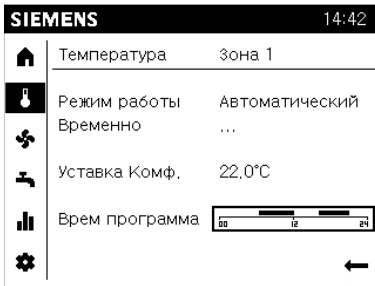 SIEMENS 14:42
Температура Зона 1
Режим работы Автоматический
Временно ...
Уставка Комф. 22,0°C
Врем программа 00 12 24